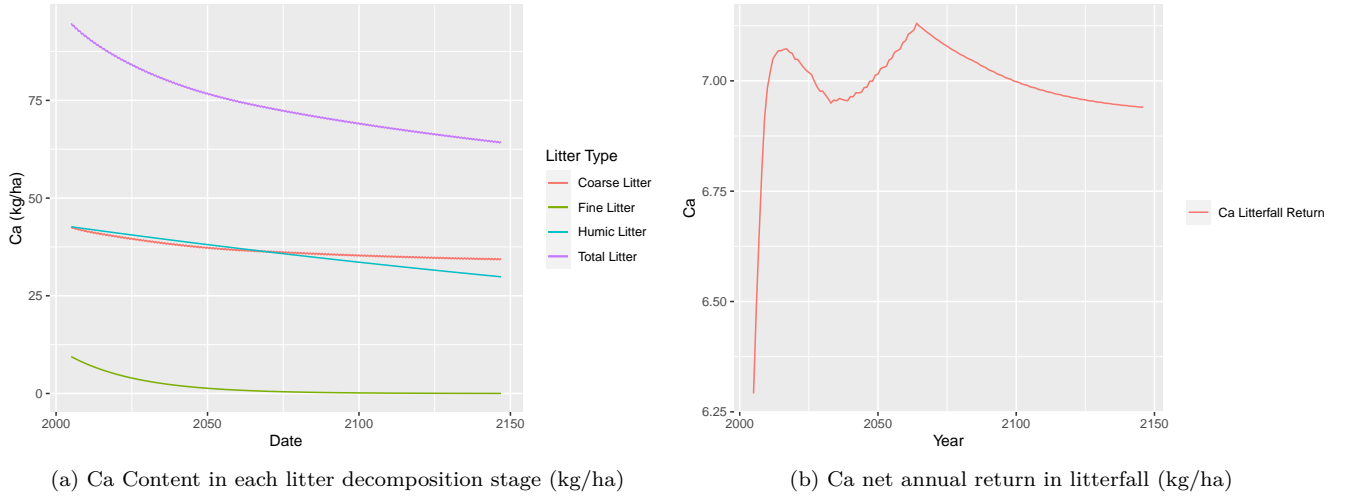 75
50
25
0
2000
2050
2100
2150
Date
Ca (kg/ha)
Litter Type
Coarse Litter
Fine Litter
Humic Litter
Total Litter
(a) Ca Content in each litter decomposition stage (kg/ha)
7.00
6.75
6.50
6.25
2000
2050
2100
2150
Year
Ca
Ca Litterfall Return
(b) Ca net annual return in litterfall (kg/ha)